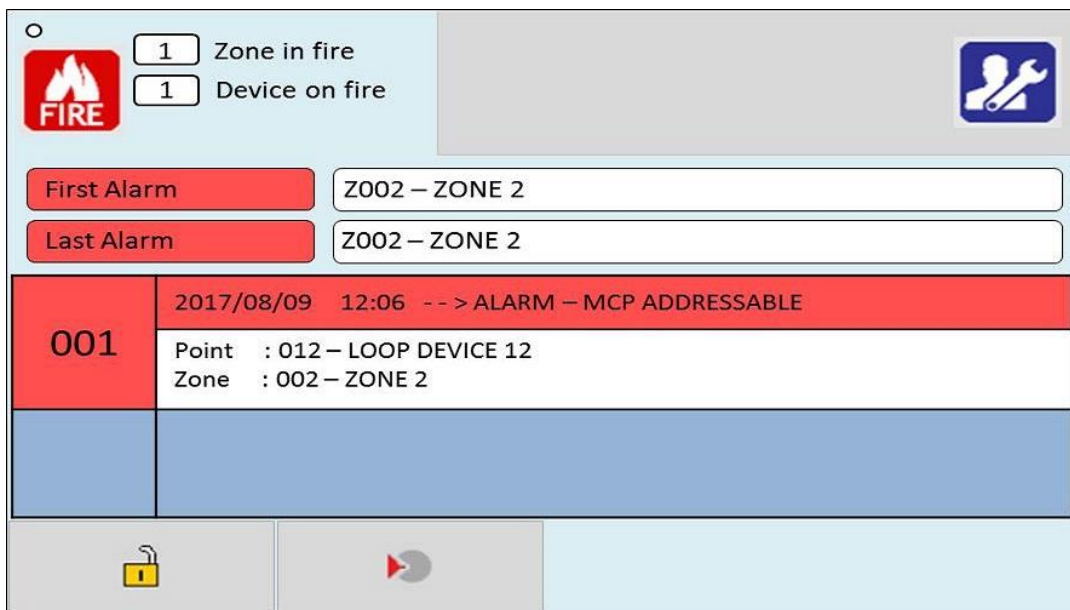 1 Zone in fire
1 Device on fire
FIRE
First Alarm Z002 – ZONE 2
Last Alarm Z002 – ZONE 2
2017/08/09 12:06 - - > ALARM – MCP ADDRESSABLE
001
Point : 012 – LOOP DEVICE 12
Zone : 002 – ZONE 2